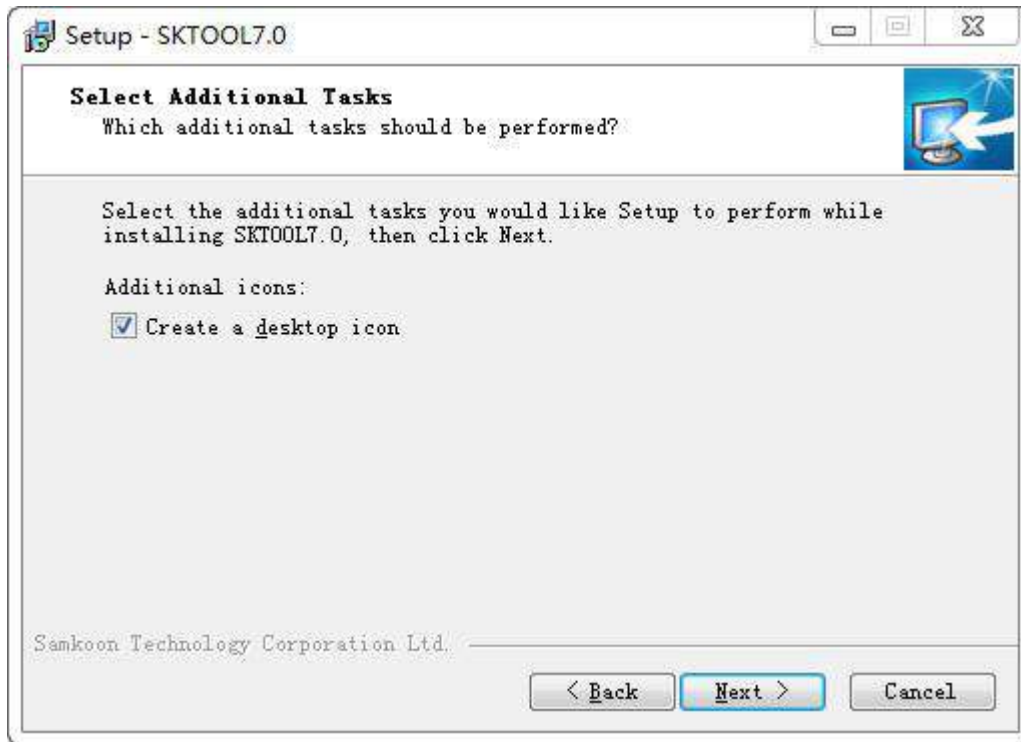 Setup - SKTOOL7.0
Select Additional Tasks
Which additional tasks should be performed?
Select the additional tasks you would like Setup to perform while
installing SKTOOL7.0, then click Next.
Additional icons:
Create a desktop icon
Samkoon Technology Corporation Ltd.
< Back
Next >
Cancel